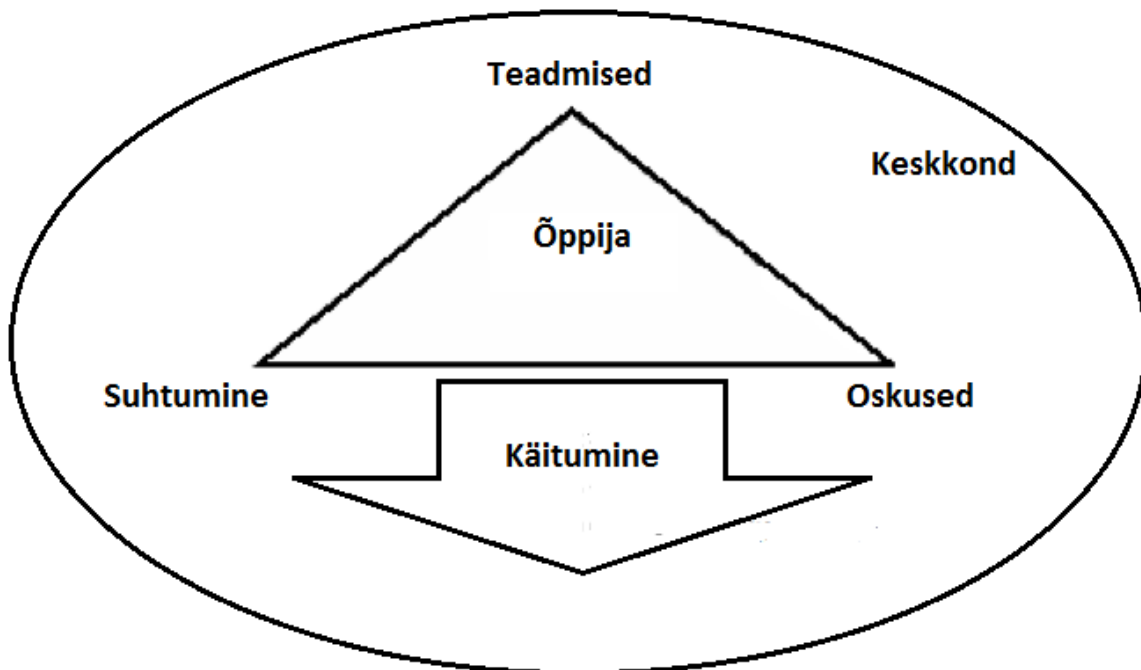 Teadmised
Keskkond
Õppija
Suhtumine
Oskused
Käitumine